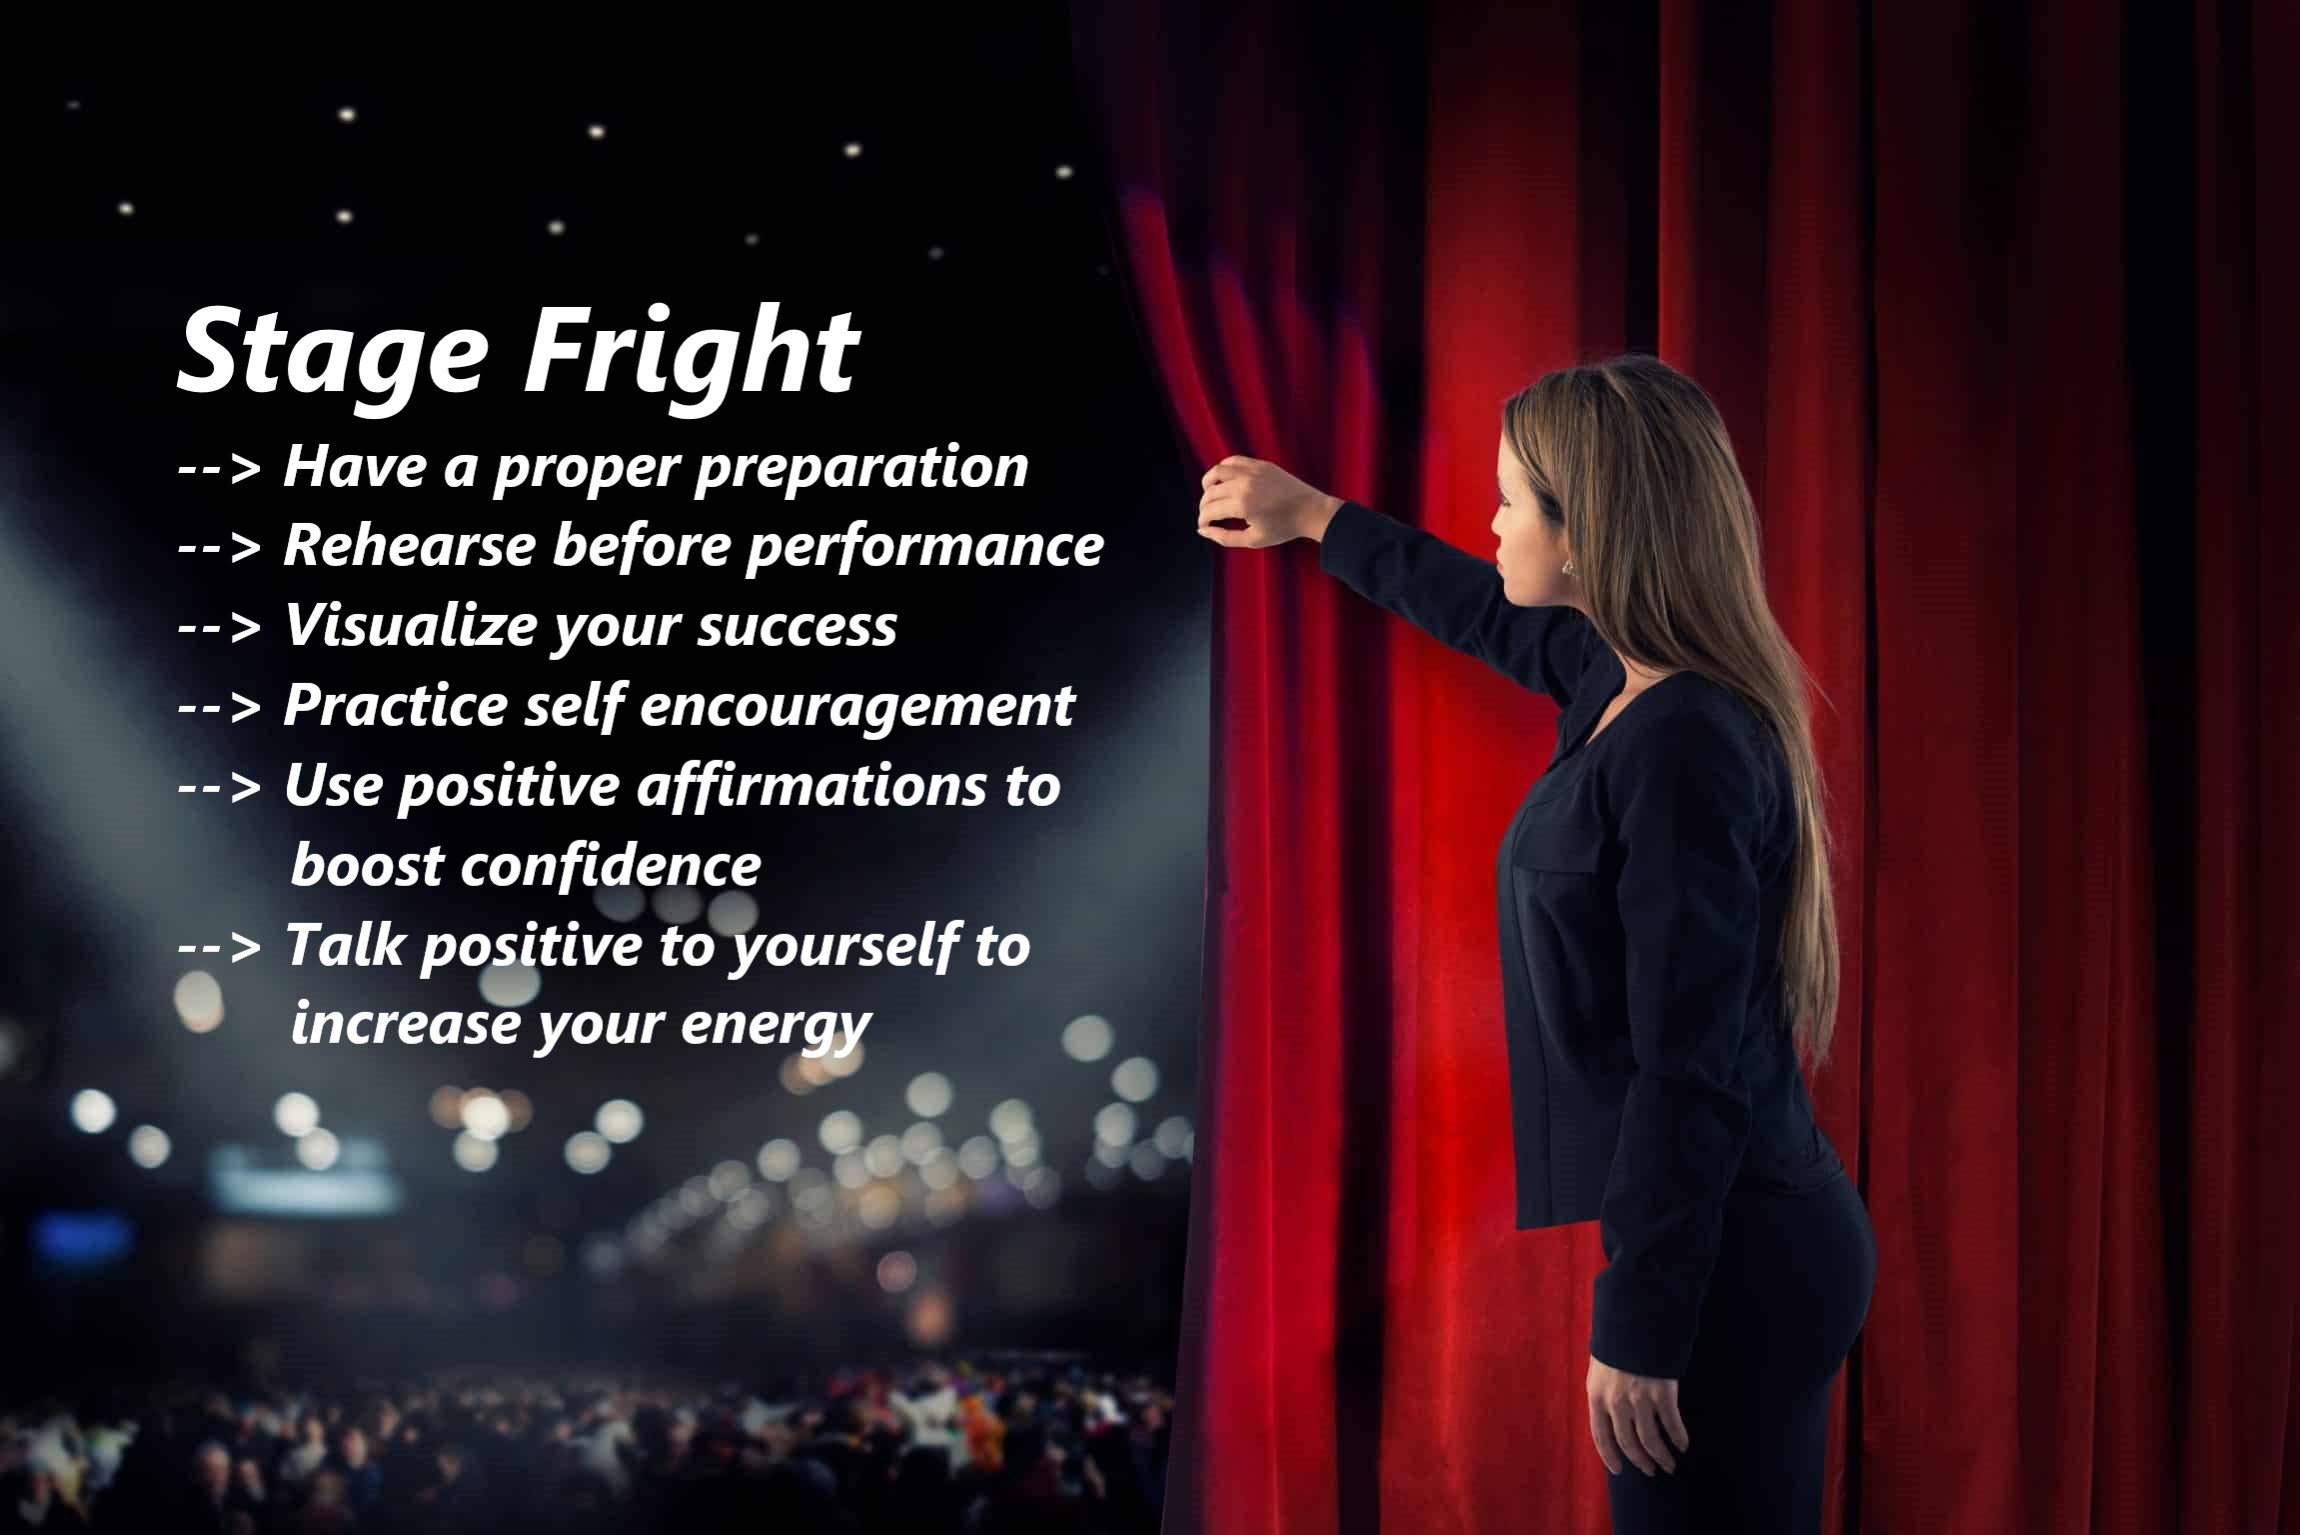 Stage Fright
--> Have a proper preparation
--> Rehearse before performance
--> Visualize your success
--> Practice self encouragement
--> Use positive affirmations to
boost confidence
--> Talk positive to yourself to
increase your energy